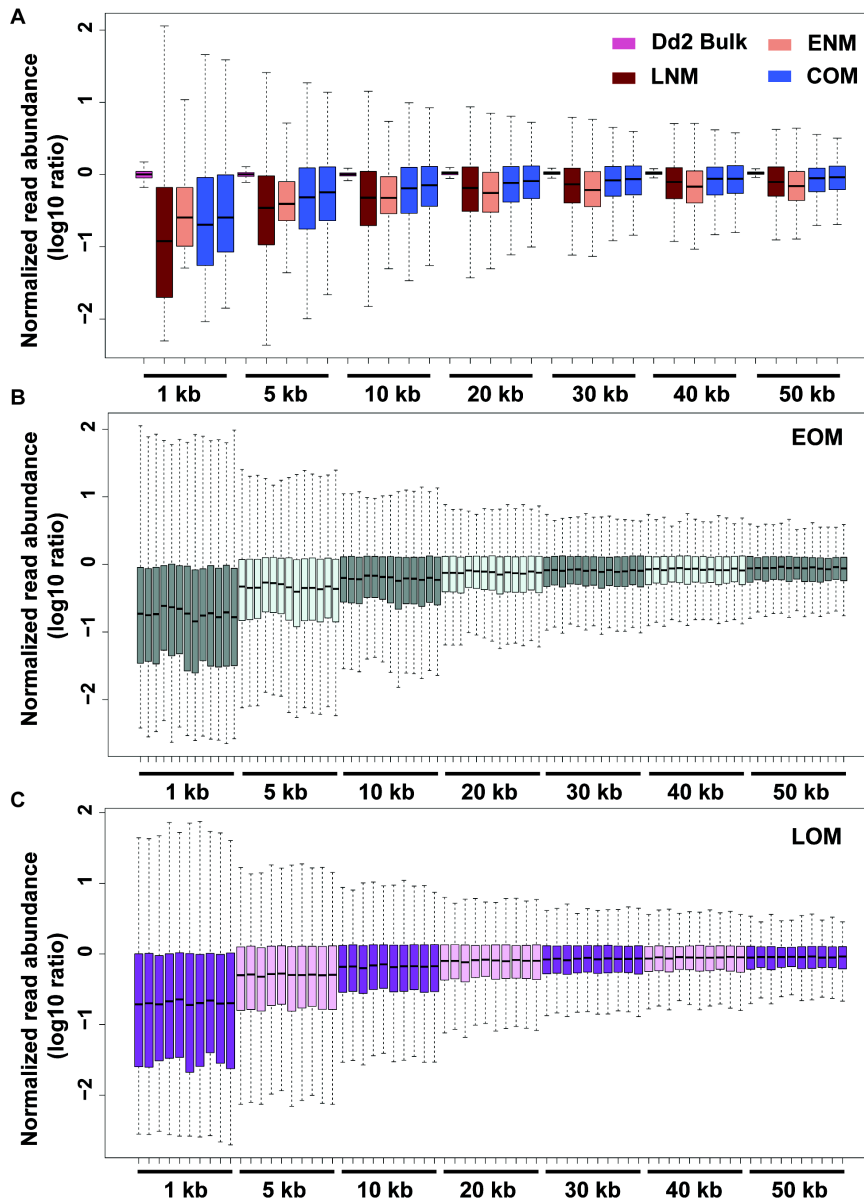 A
Dd2 Bulk
ENM
LNM
COM
Normalized read abundance
(log10 ratio)
2
1
0
−1
−2
1 kb
5 kb
10 kb
20 kb
30 kb
40 kb
50 kb
B
EOM
Normalized read abundance
(log10 ratio)
2
1
0
−1
−2
1 kb
5 kb
10 kb
20 kb
30 kb
40 kb
50 kb
C
LOM
Normalized read abundance
(log10 ratio)
2
1
0
−1
−2
1 kb
5 kb
10 kb
20 kb
30 kb
40 kb
50 kb